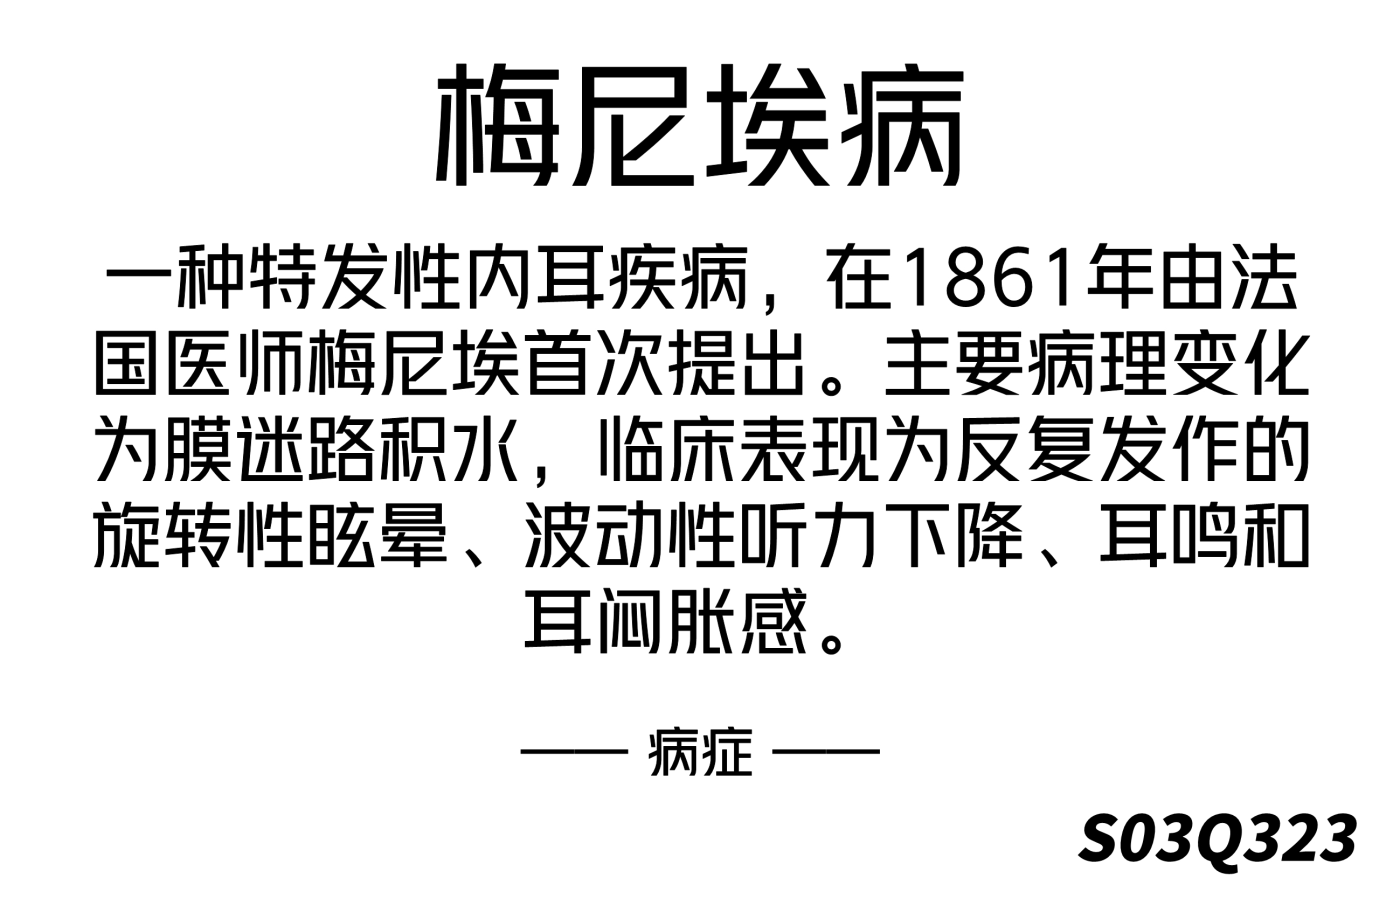 梅尼埃病
一种特发性内耳疾病，在1861年由法
国医师梅尼埃首次提出。主要病理变化
为膜迷路积水，临床表现为反复发作的
旋转性眩晕、波动性听力下降、耳鸣和
耳闷胀感。
—— 病症 ——
S03Q323